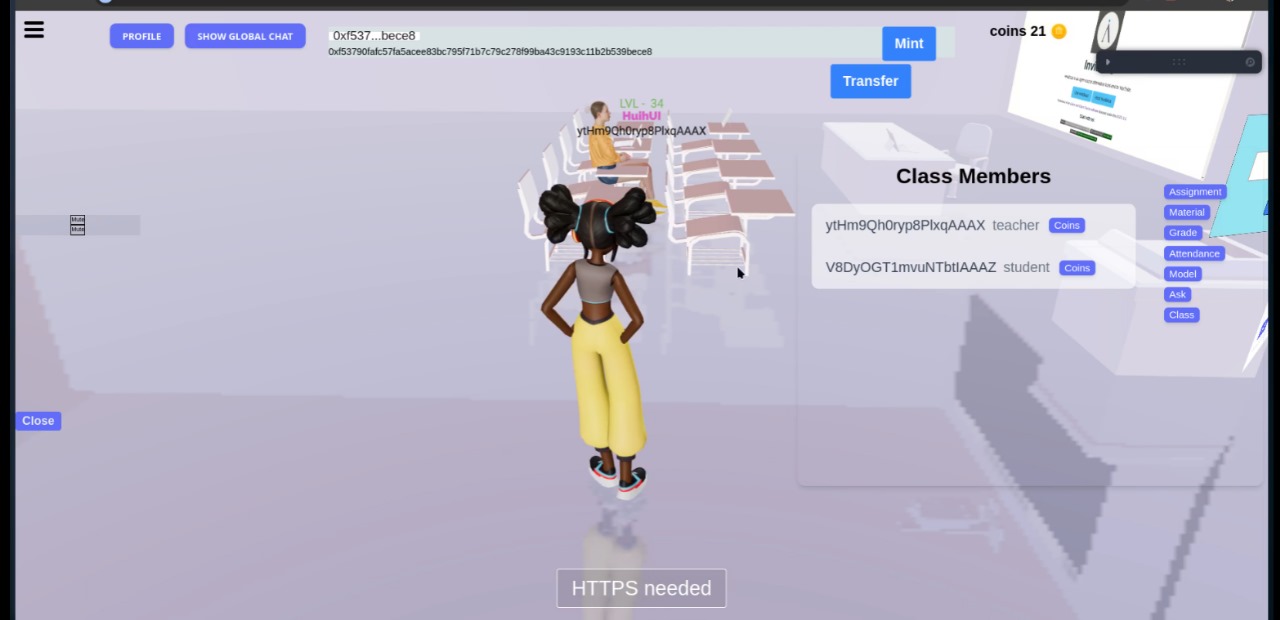 PROFILE
SHOW GLOBAL CHAT
0xf537...bece8
0xf53790fafc57fa5acee83bc795f71b7c79c278f99ba43c9193c11b2b539bece8
Mint
Transfer
coins 21
LVL - 34
HulhUI
ytHm9Qh0ryp8PlxqAAAX
Class Members
ytHm9Qh0ryp8PlxqAAAX teacher Coins
V8DyOGT1mvuNTbtIAAAZ student Coins
Assignment
Material
Grade
Attendance
Model
Ask
Class
Mute
Mute
Close
HTTPS needed